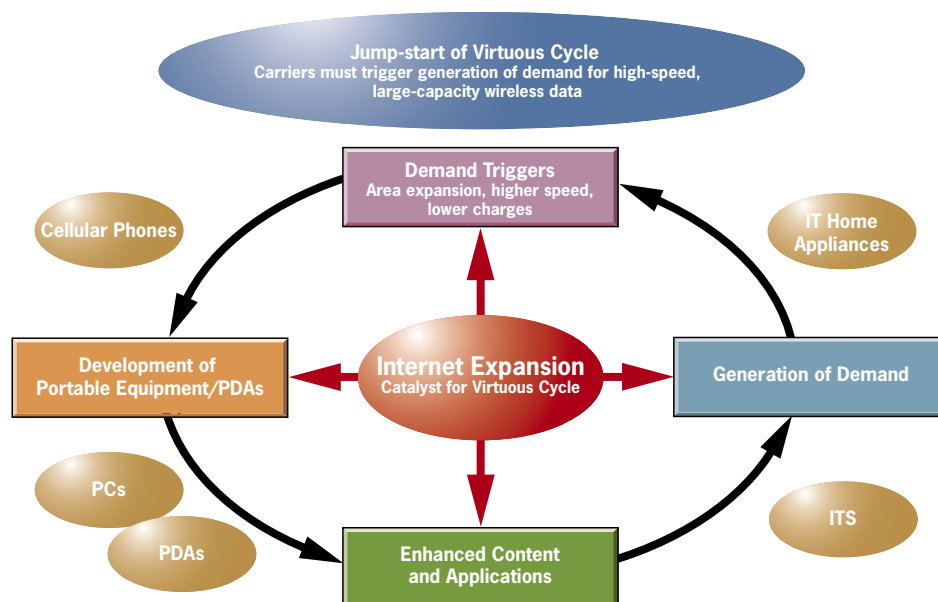 Jump-start of Virtuous Cycle
Carriers must trigger generation of demand for high-speed,
large-capacity wireless data
Demand Triggers
Area expansion, higher speed,
lower charges
Cellular Phones
IT Home
Appliances
Development of
Portable Equipment/PDAs
Internet Expansion
Catalyst for Virtuous Cycle
Generation of Demand
PCs
PDAs
ITS
Enhanced Content
and Applications